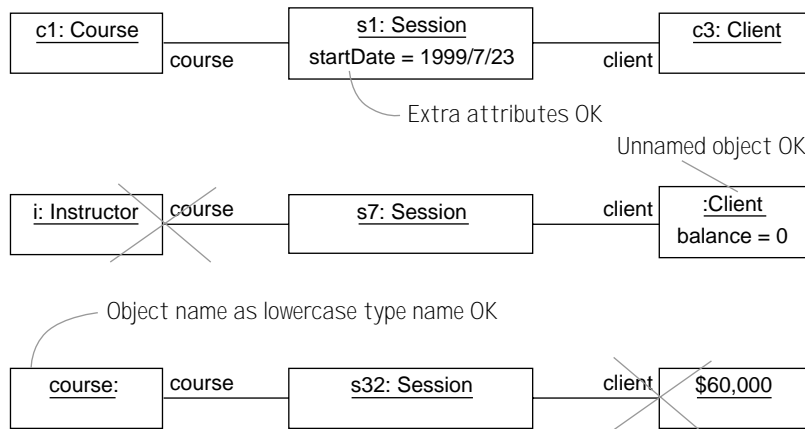 c1: Course
s1: Session
startDate = 1999/7/23
c3: Client
course
client
Extra attributes OK
Unnamed object OK
i: Instructor
course
s7: Session
client
:Client
balance = 0
Object name as lowercase type name OK
course:
course
s32: Session
client
$60,000